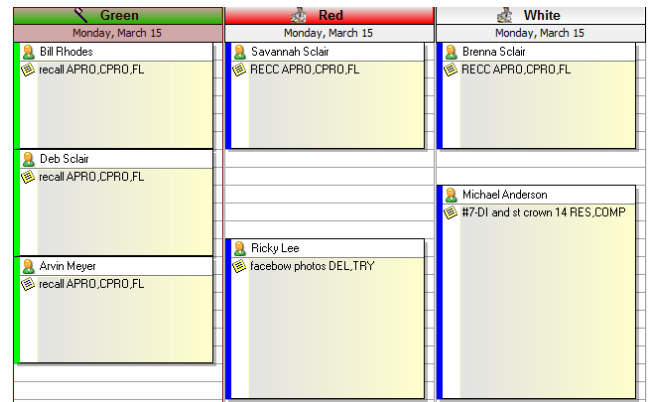 Green
Monday, March 15
Bill Rhodes
recall APRO,CPRO,FL
Deb Sclair
recall APRO,CPRO,FL
Arvin Meyer
recall APRO,CPRO,FL
Red
Monday, March 15
Savannah Sclair
RECC APRO,CPRO,FL
Ricky Lee
facebow photos DEL,TRY
White
Monday, March 15
Brenna Sclair
RECC APRO,CPRO,FL
Michael Anderson
#7-DI and st crown 14 RES,COMP